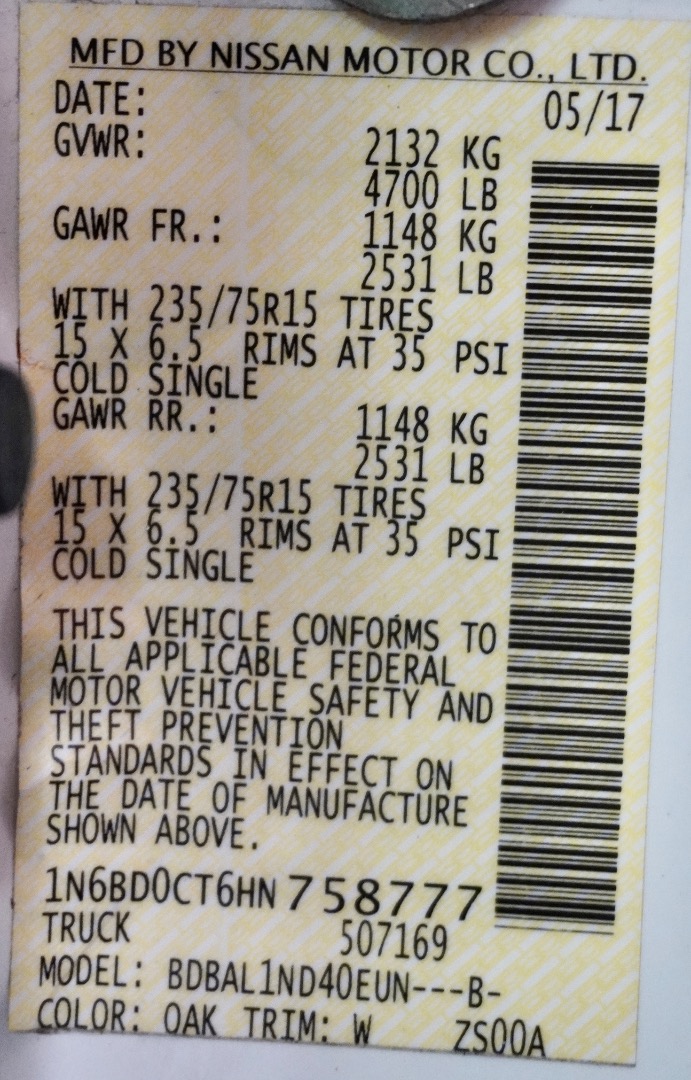 MFD BY NISSAN MOTOR CO., LTD.
DATE: 05/17
GVWR: 2132 KG
4700 LB
GAWR FR.: 1148 KG
2531 LB
WITH 235/75R15 TIRES
15 X 6.5 RIMS AT 35 PSI
COLD SINGLE
GAWR RR.: 1148 KG
2531 LB
WITH 235/75R15 TIRES
15 X 6.5 RIMS AT 35 PSI
COLD SINGLE
THIS VEHICLE CONFORMS TO
ALL APPLICABLE FEDERAL
MOTOR VEHICLE SAFETY AND
THEFT PREVENTION
STANDARDS IN EFFECT ON
THE DATE OF MANUFACTURE
SHOWN ABOVE.
1N6BD0CT6HN758777
TRUCK 507169
MODEL: BDBAL1ND40EUN---B-
COLOR: QAK TRIM: W ZS00A